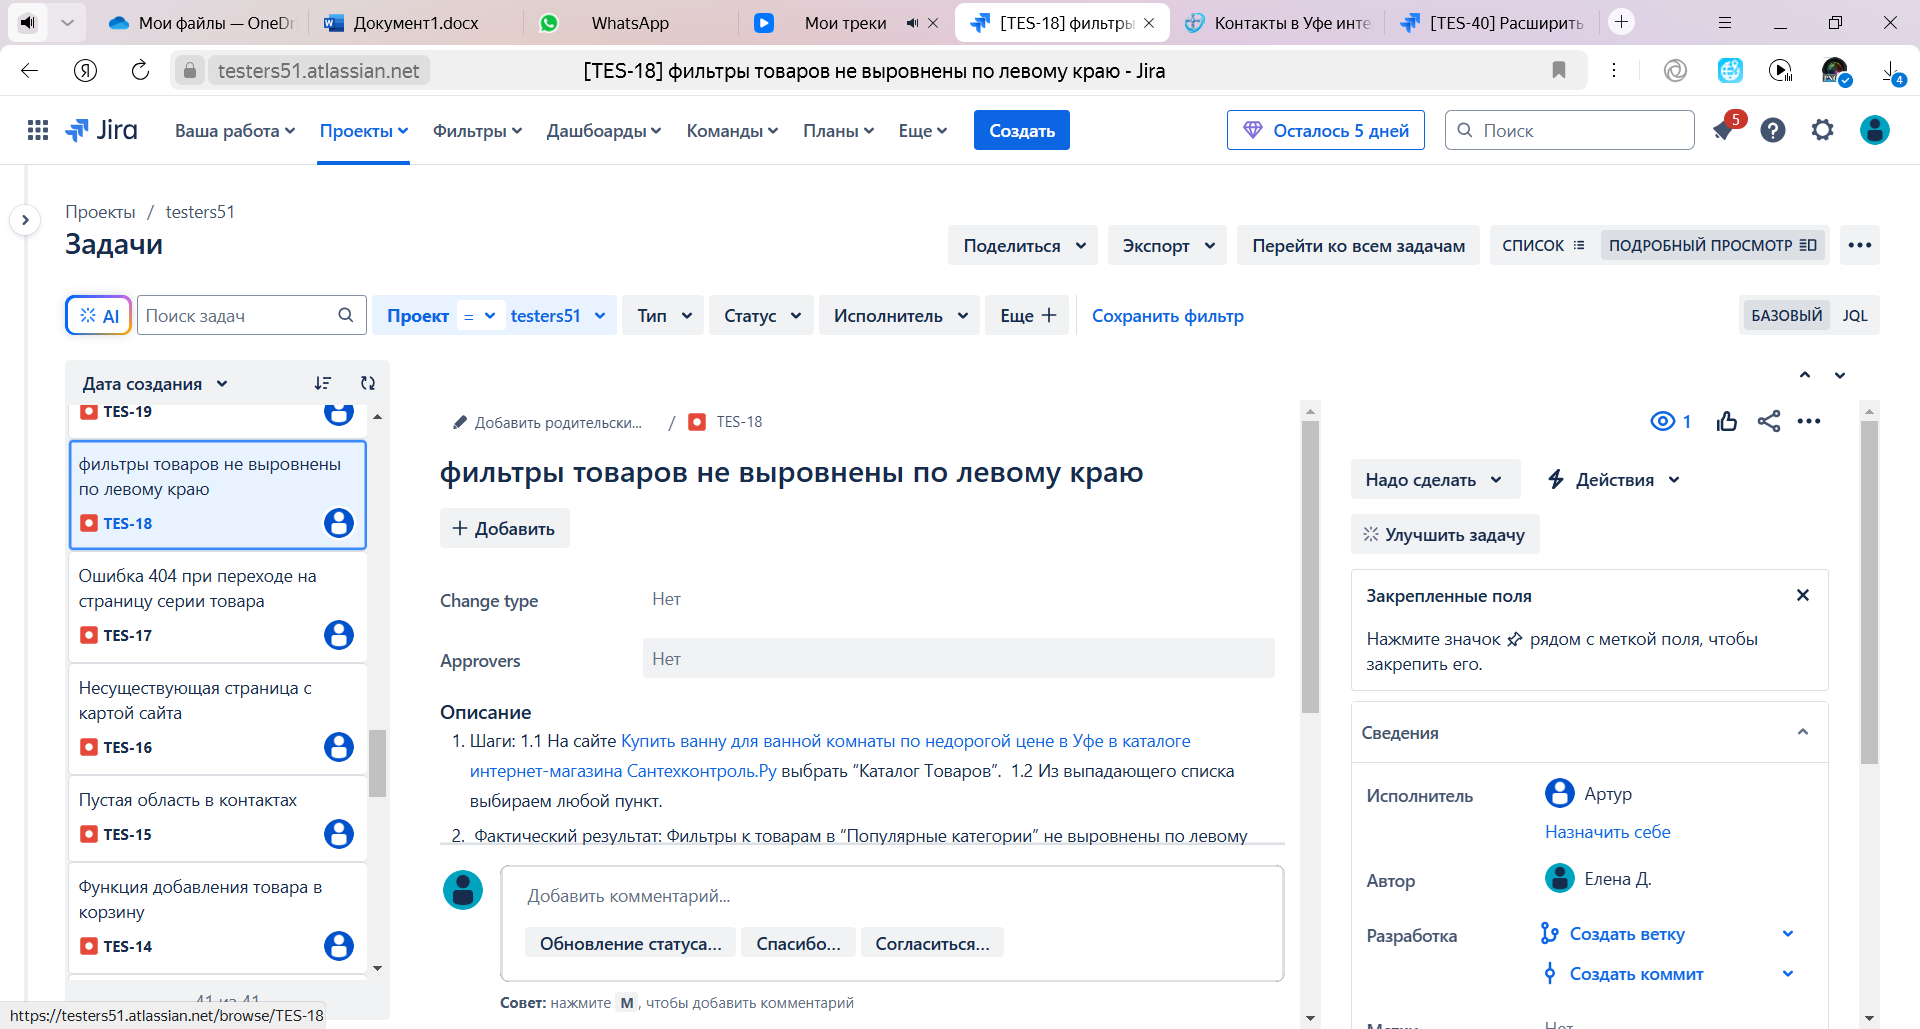 Мои файлы — OneDr
Документ1.docx
WhatsApp
Мои треки
[TES-18] фильтры
Контакты в Уфе инте
[TES-40] Расширить
testers51.atlassian.net
[TES-18] фильтры товаров не выровнены по левому краю - Jira
4
Jira
Ваша работа
Проекты
Фильтры
Дашборды
Команды
Планы
Еще
Создать
Осталось 5 дней
Поиск
5
Проекты / testers51
Задачи
Поделиться
Экспорт
Перейти ко всем задачам
СПИСОК
ПОДРОБНЫЙ ПРОСМОТР
AI
Поиск задач
Проект = testers51
Тип
Статус
Исполнитель
Еще
Сохранить фильтр
БАЗОВЫЙ
JQL
Дата создания
TES-19
фильтры товаров не выровнены
по левому краю
TES-18
Ошибка 404 при переходе на
страницу серии товара
TES-17
Несуществующая страница с
картой сайта
TES-16
Пустая область в контактах
TES-15
Функция добавления товара в
корзину
TES-14
41 из 41
https://testers51.atlassian.net/browse/TES-18
Добавить родительски... / TES-18
фильтры товаров не выровнены по левому краю
Добавить
Change type
Нет
Approvers
Нет
Описание
1. Шаги: 1.1 На сайте Купить ванну для ванной комнаты по недорогой цене в Уфе в каталоге
интернет-магазина Сантехконтроль.Ру выбрать “Каталог Товаров”. 1.2 Из выпадающего списка
выбираем любой пункт.
2. Фактический результат: Фильтры к товарам в “Популярные категории” не выровнены по левому
Добавить комментарий...
Обновление статуса...
Спасибо...
Согласиться...
Совет: нажмите M, чтобы добавить комментарий
1
Надо сделать
Действия
Улучшить задачу
Закрепленные поля
Нажмите значок рядом с меткой поля, чтобы
закрепить его.
Сведения
Исполнитель
Артур
Назначить себе
Автор
Елена Д.
Разработка
Создать ветку
Создать коммит
Метки
Нет